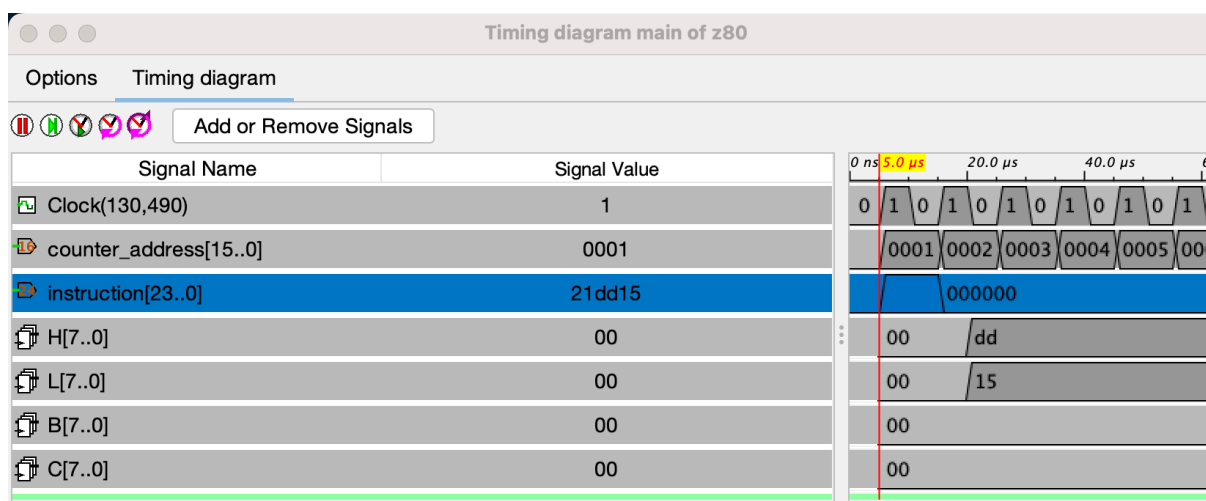 Timing diagram main of z80
Options Timing diagram
Add or Remove Signals
Signal Name Signal Value 0 ns 5.0 µs 20.0 µs 40.0 µs
Clock(130,490) 1 0 1 0 1 0 1 0 1 0 1 0 1
counter_address[15..0] 0001 0001 0002 0003 0004 0005 00
instruction[23..0] 21dd15 000000
H[7..0] 00 00 dd
L[7..0] 00 00 15
B[7..0] 00 00
C[7..0] 00 00